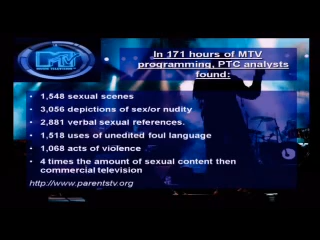 MTV
MUSIC TELEVISION
In 171 hours of MTV
programming, PTC analysts
found:
• 1,548 sexual scenes
• 3,056 depictions of sex/or nudity
• 2,881 verbal sexual references.
• 1,518 uses of unedited foul language
• 1,068 acts of violence
• 4 times the amount of sexual content then
commercial television
http://www.parentstv.org